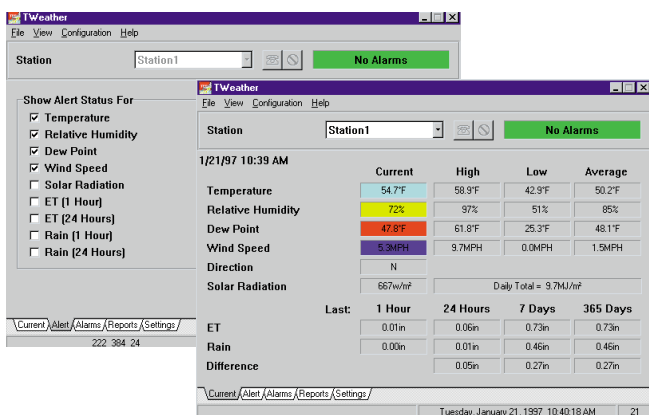 TWeather
File View Configuration Help
Station Station1 No Alarms
Show Alert Status For
Temperature
Relative Humidity
Dew Point
Wind Speed
Solar Radiation
ET (1 Hour)
ET (24 Hours)
Rain (1 Hour)
Rain (24 Hours)
Current Alert Alarms Reports Settings
222 384 24
TWeather
File View Configuration Help
Station Station1 No Alarms
1/21/97 10:39 AM
Current High Low Average
Temperature 54.7°F 58.9°F 42.9°F 50.2°F
Relative Humidity 72% 97% 51% 85%
Dew Point 47.8°F 61.8°F 25.3°F 48.1°F
Wind Speed 5.3MPH 9.7MPH 0.0MPH 1.5MPH
Direction N
Solar Radiation 667w/m² Daily Total = 9.7MJ/m²
Last: 1 Hour 24 Hours 7 Days 365 Days
ET 0.01in 0.06in 0.73in 0.73in
Rain 0.00in 0.01in 0.46in 0.46in
Difference 0.05in 0.27in 0.27in
Current Alert Alarms Reports Settings
Tuesday, January 21, 1997 10:40:18 AM 21